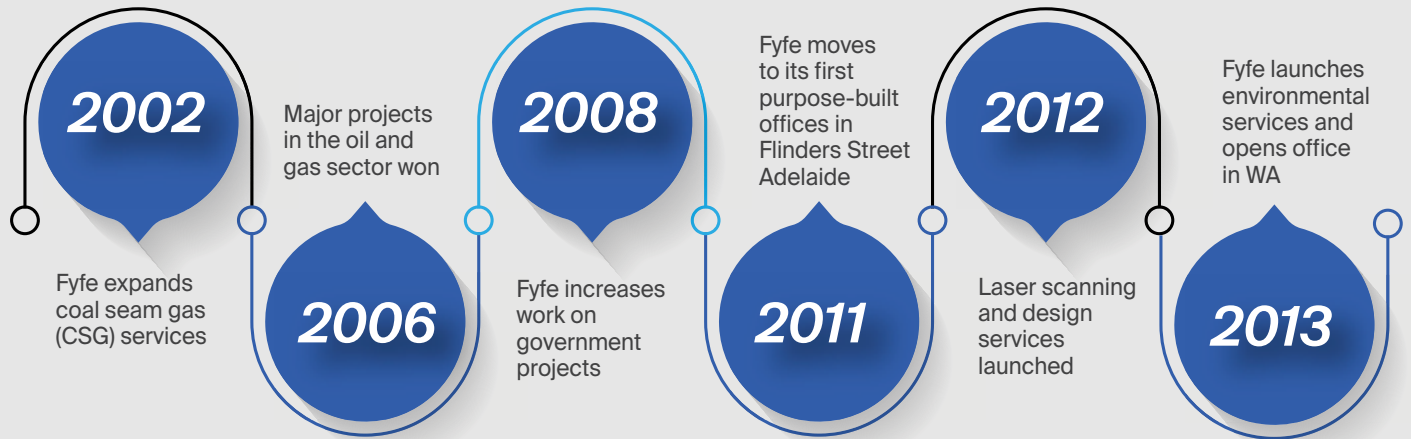 2002
Fyfe expands
coal seam gas
(CSG) services
Major projects
in the oil and
gas sector won
2006
2008
Fyfe increases
work on
government
projects
Fyfe moves
to its first
purpose-built
offices in
Flinders Street
Adelaide
2011
2012
Laser scanning
and design
services
launched
Fyfe launches
environmental
services and
opens office
in WA
2013